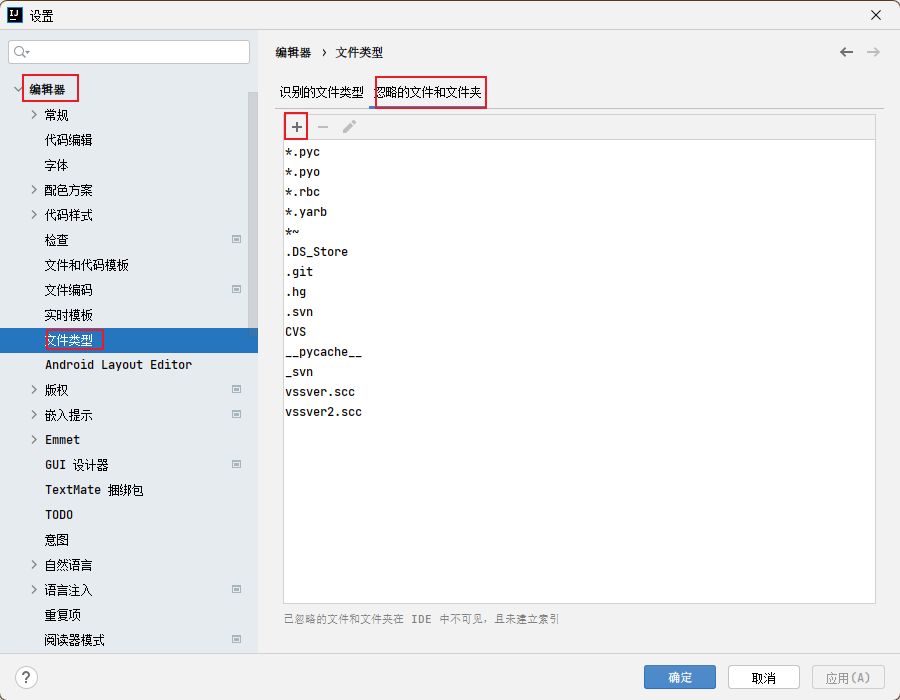 设置
编辑器
常规
代码编辑
字体
配色方案
代码样式
检查
文件和代码模板
文件编码
实时模板
文件类型
Android Layout Editor
版权
嵌入提示
Emmet
GUI 设计器
TextMate 捆绑包
TODO
意图
自然语言
语言注入
重复项
阅读器模式
编辑器 › 文件类型
识别的文件类型 忽略的文件和文件夹
*.pyc
*.pyo
*.rbc
*.yarb
*~
.DS_Store
.git
.hg
.svn
CVS
__pycache__
_svn
vssver.scc
vssver2.scc
已忽略的文件和文件夹在 IDE 中不可见，且未建立索引
? 确定 取消 应用(A)